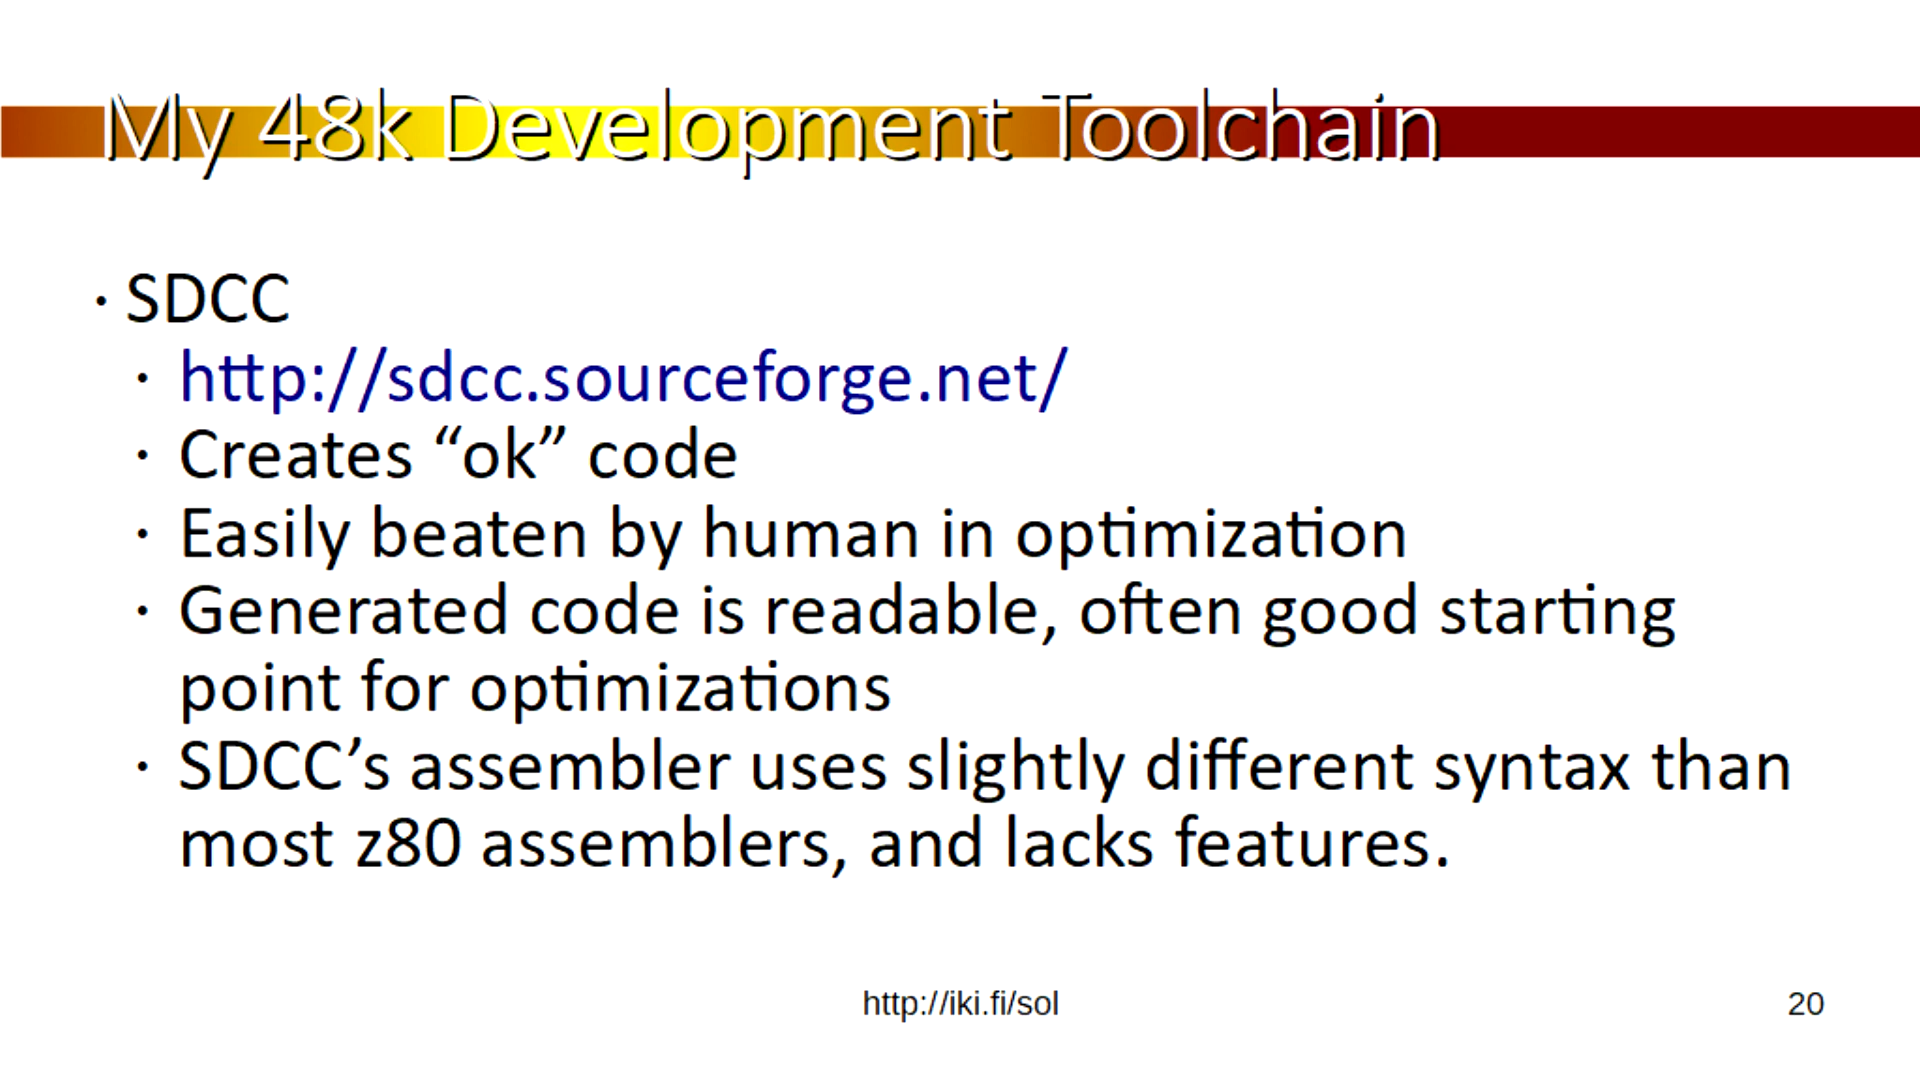 My 48k Development Toolchain
· SDCC
· http://sdcc.sourceforge.net/
· Creates “ok” code
· Easily beaten by human in optimization
· Generated code is readable, often good starting
point for optimizations
· SDCC’s assembler uses slightly different syntax than
most z80 assemblers, and lacks features.
http://iki.fi/sol
20